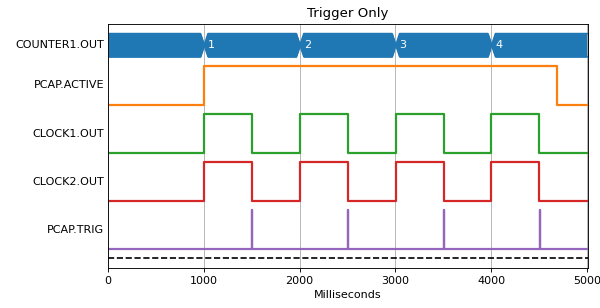 Trigger Only
COUNTER1.OUT
1 2 3 4
PCAP.ACTIVE
CLOCK1.OUT
CLOCK2.OUT
PCAP.TRIG
0 1000 2000 3000 4000 5000
Milliseconds